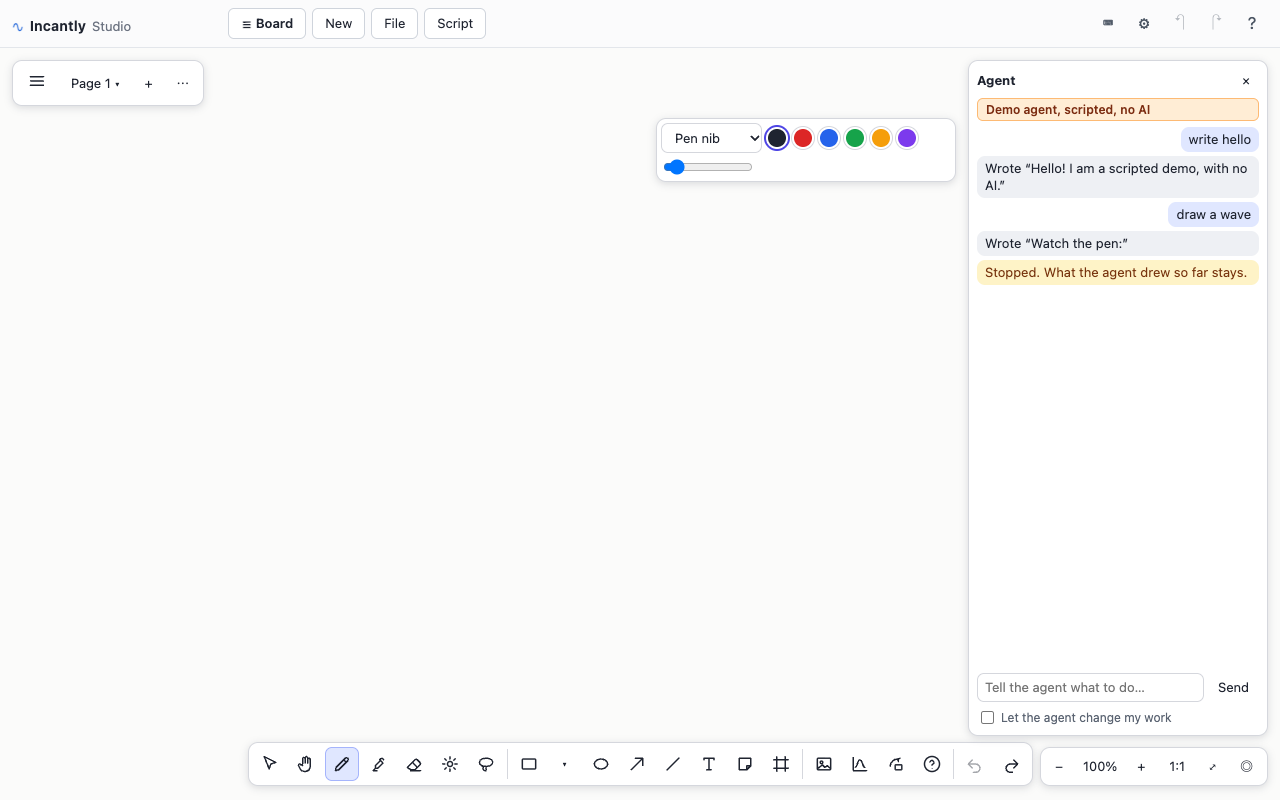 Incantly Studio
Board
New
File
Script
?
Page 1
+
...
Pen nib
Agent
×
Demo agent, scripted, no AI
write hello
Wrote “Hello! I am a scripted demo, with no
AI.”
draw a wave
Wrote “Watch the pen:”
Stopped. What the agent drew so far stays.
Tell the agent what to do…
Send
Let the agent change my work
T
−
100%
+
1:1